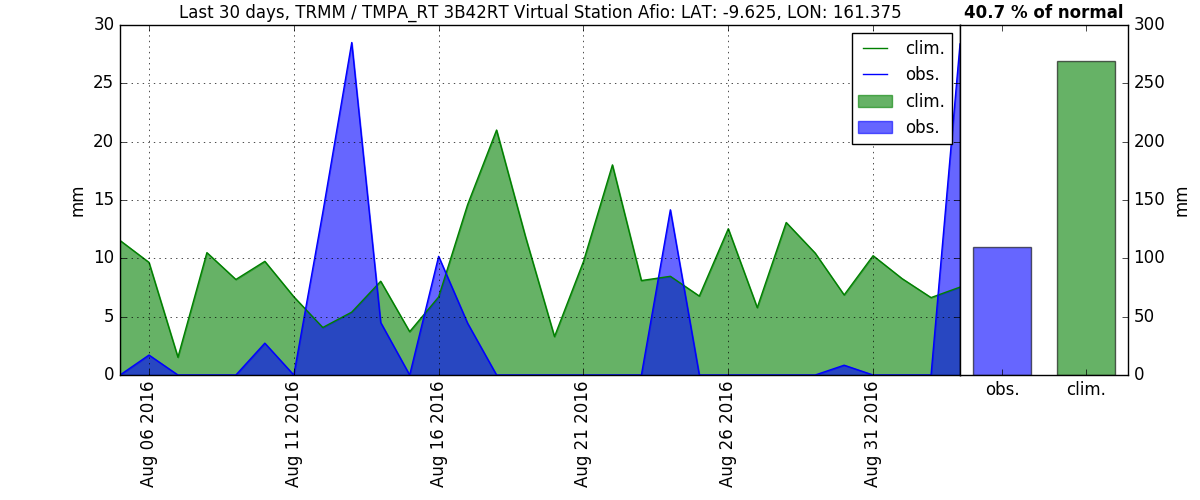 Last 30 days, TRMM / TMPA_RT 3B42RT Virtual Station Afio: LAT: -9.625, LON: 161.375
40.7 % of normal
30
25
20
15
10
5
0
mm
clim.
obs.
clim.
obs.
300
250
200
150
100
50
0
mm
Aug 06 2016
Aug 11 2016
Aug 16 2016
Aug 21 2016
Aug 26 2016
Aug 31 2016
obs.
clim.